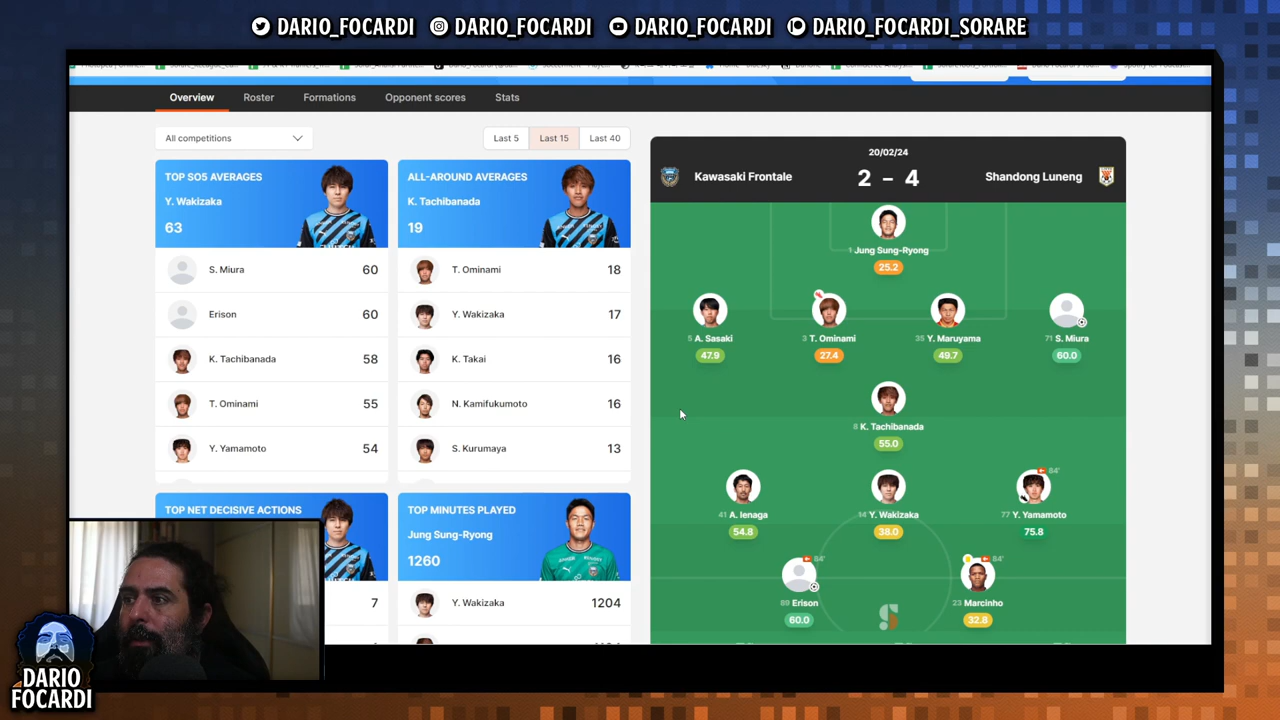 DARIO_FOCARDI DARIO_FOCARDI DARIO_FOCARDI DARIO_FOCARDI_SORARE
Overview Roster Formations Opponent scores Stats
All competitions
Last 5 Last 15 Last 40
TOP SO5 AVERAGES
Y. Wakizaka
63
S. Miura 60
Erison 60
K. Tachibanada 58
T. Ominami 55
Y. Yamamoto 54
ALL-AROUND AVERAGES
K. Tachibanada
19
T. Ominami 18
Y. Wakizaka 17
K. Takai 16
N. Kamifukumoto 16
S. Kurumaya 13
TOP NET DECISIVE ACTIONS
7
TOP MINUTES PLAYED
Jung Sung-Ryong
1260
Y. Wakizaka 1204
20/02/24
Kawasaki Frontale 2 - 4 Shandong Luneng
1 Jung Sung-Ryong
25.2
5 A. Sasaki 3 T. Ominami 35 Y. Maruyama 71 S. Miura
47.9 27.4 49.7 60.0
8 K. Tachibanada
55.0
84'
41 A. Ienaga 14 Y. Wakizaka 77 Y. Yamamoto
54.8 38.0 75.8
84' 84'
89 Erison 23 Marcinho
60.0 32.8
DARIO
FOCARDI